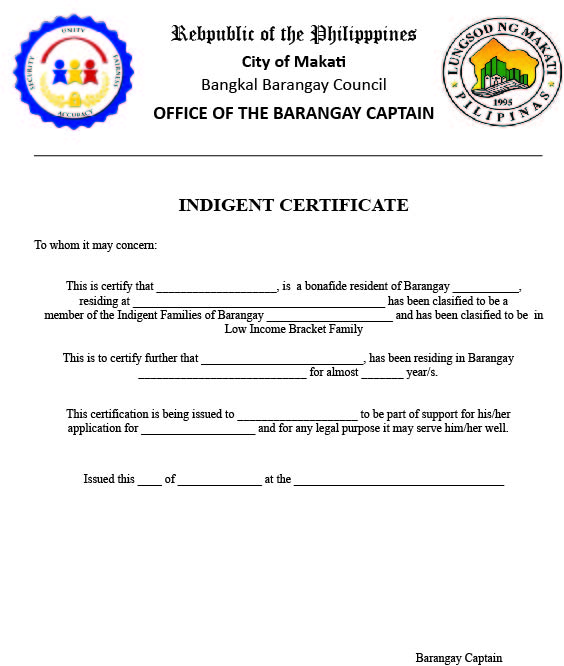 UNITY
SECURITY
FAIRNESS
ACCURACY
Rebpublic of the Philipppines
City of Makati
Bangkal Barangay Council
OFFICE OF THE BARANGAY CAPTAIN
LUNGSOD NG MAKATI
1995
PILIPINAS
INDIGENT CERTIFICATE
To whom it may concern:
This is certify that ____________________, is a bonafide resident of Barangay ___________,
residing at __________________________________________ has been clasified to be a
member of the Indigent Families of Barangay _____________________ and has been clasified to be in
Low Income Bracket Family
This is to certify further that ___________________________, has been residing in Barangay
____________________________ for almost _______ year/s.
This certification is being issued to ____________________ to be part of support for his/her
application for ___________________ and for any legal purpose it may serve him/her well.
Issued this ____ of ______________ at the ___________________________________
Barangay Captain